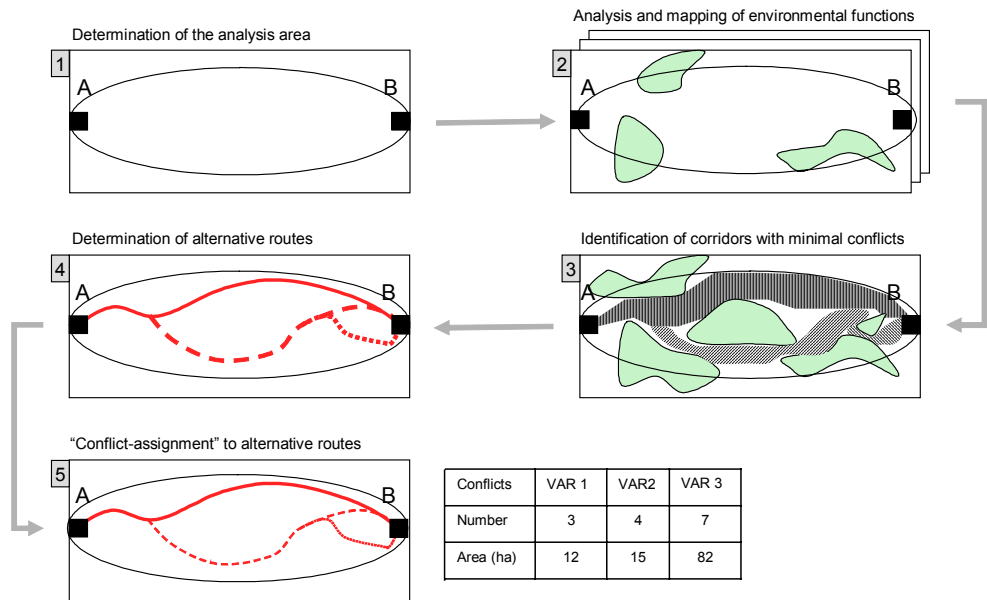 Determination of the analysis area
1
A
B
Analysis and mapping of environmental functions
2
A
B
Identification of corridors with minimal conflicts
3
A
B
Determination of alternative routes
4
A
B
“Conflict-assignment” to alternative routes
5
A
B
Conflicts VAR 1 VAR2 VAR 3
Number 3 4 7
Area (ha) 12 15 82